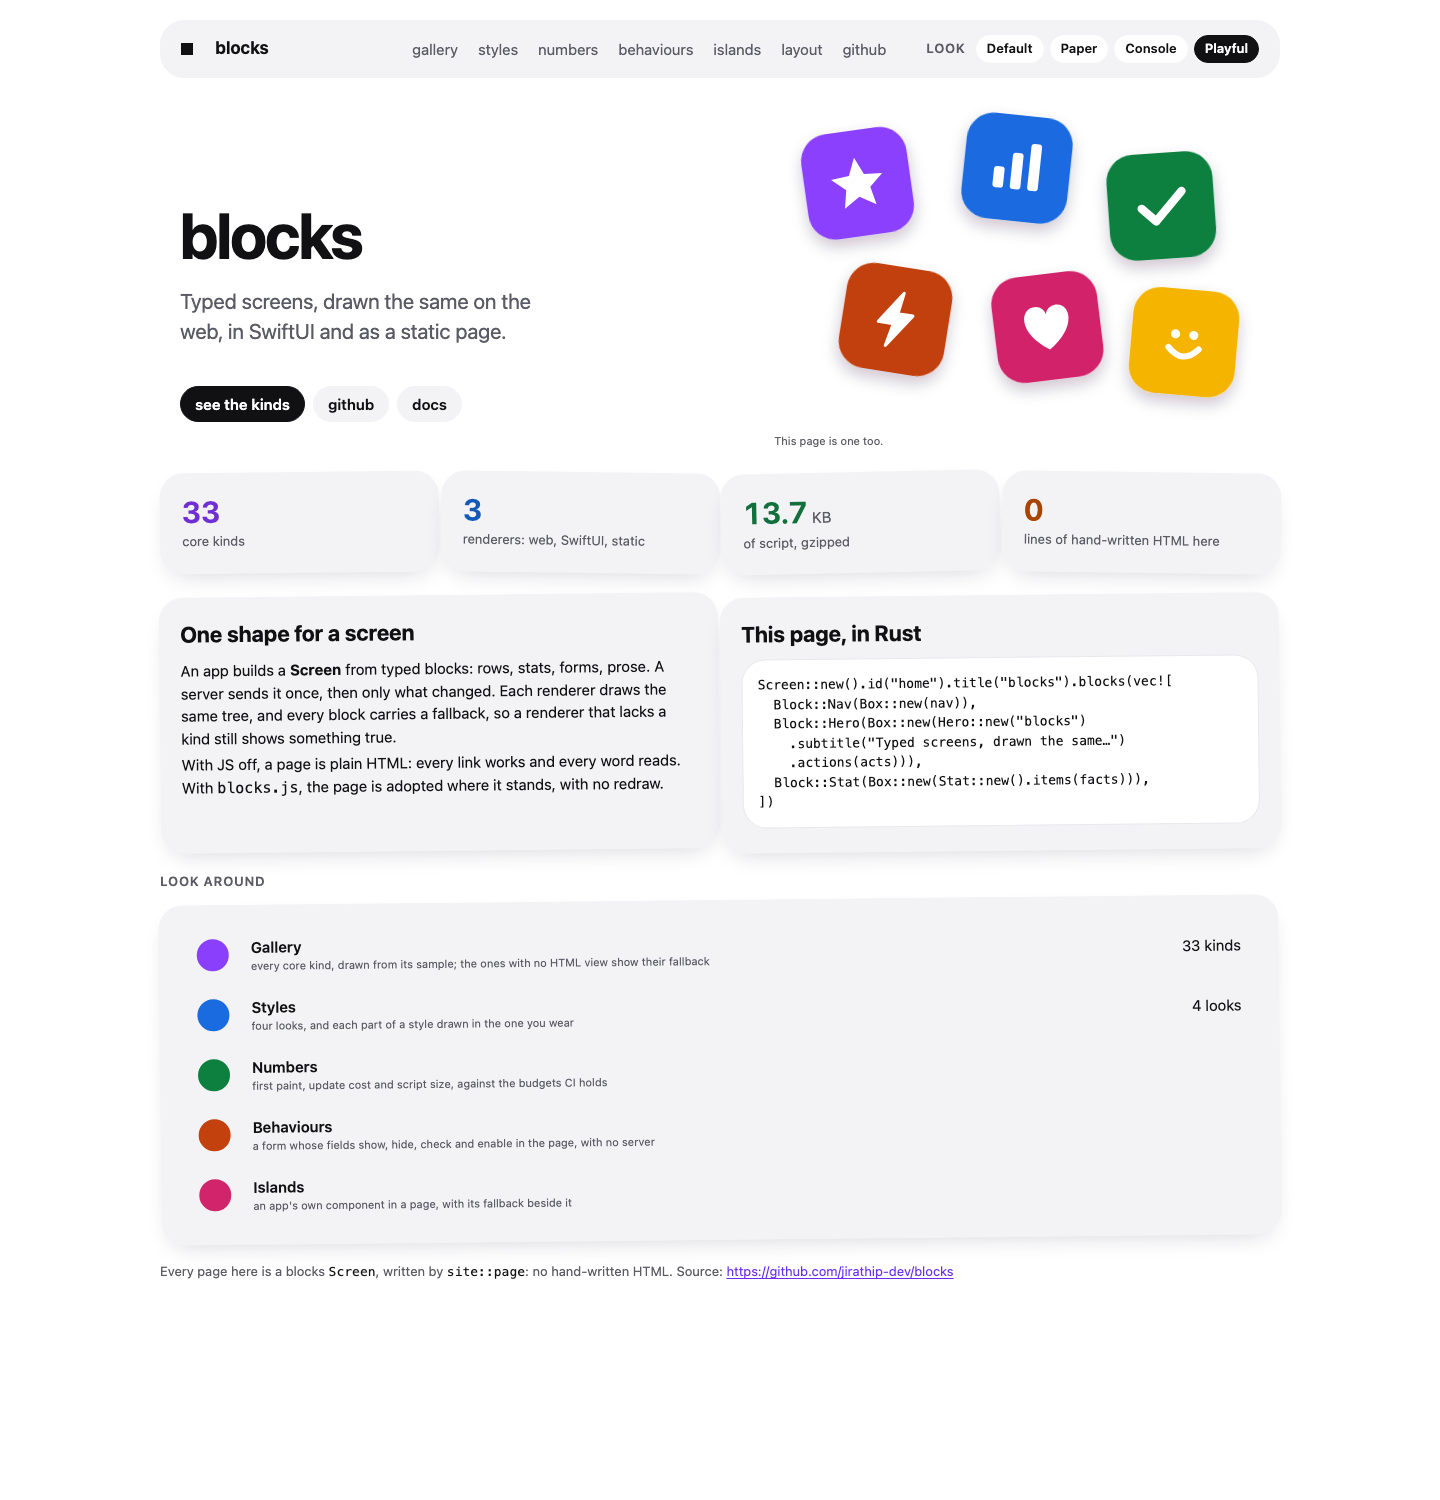 blocks
gallery styles numbers behaviours islands layout github
LOOK Default Paper Console Playful
blocks
Typed screens, drawn the same on the
web, in SwiftUI and as a static page.
see the kinds github docs
This page is one too.
33
core kinds
3
renderers: web, SwiftUI, static
13.7 KB
of script, gzipped
0
lines of hand-written HTML here
One shape for a screen
An app builds a Screen from typed blocks: rows, stats, forms, prose. A
server sends it once, then only what changed. Each renderer draws the
same tree, and every block carries a fallback, so a renderer that lacks a
kind still shows something true.
With JS off, a page is plain HTML: every link works and every word reads.
With blocks.js, the page is adopted where it stands, with no redraw.
This page, in Rust
Screen::new().id("home").title("blocks").blocks(vec![
  Block::Nav(Box::new(nav)),
  Block::Hero(Box::new(Hero::new("blocks")
    .subtitle("Typed screens, drawn the same…")
    .actions(acts))),
  Block::Stat(Box::new(Stat::new().items(facts))),
])
LOOK AROUND
Gallery 33 kinds
every core kind, drawn from its sample; the ones with no HTML view show their fallback
Styles 4 looks
four looks, and each part of a style drawn in the one you wear
Numbers
first paint, update cost and script size, against the budgets CI holds
Behaviours
a form whose fields show, hide, check and enable in the page, with no server
Islands
an app's own component in a page, with its fallback beside it
Every page here is a blocks Screen, written by site::page: no hand-written HTML. Source: https://github.com/jirathip-dev/blocks